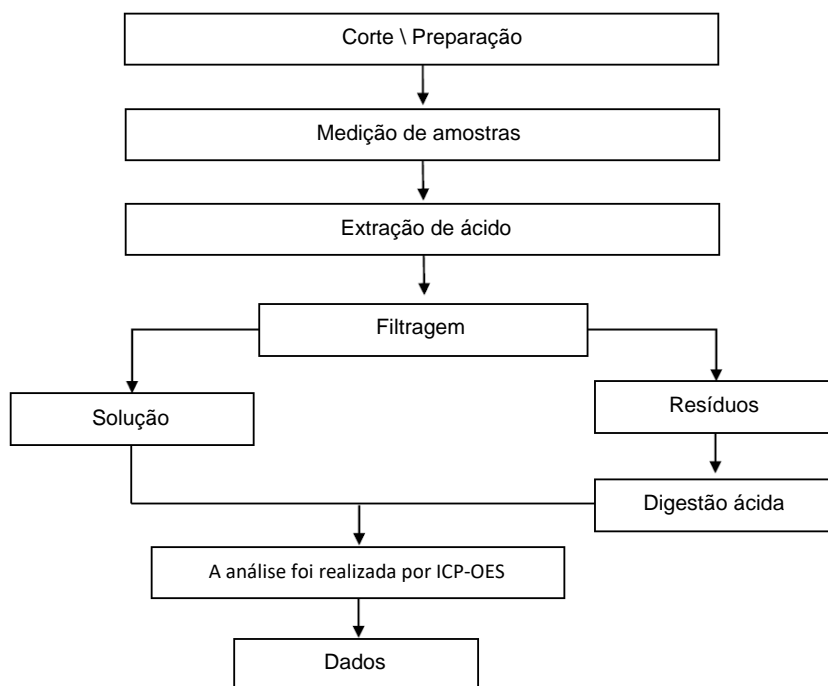 Corte \ Preparação
Medição de amostras
Extração de ácido
Filtragem
Solução
Resíduos
Digestão ácida
A análise foi realizada por ICP-OES
Dados